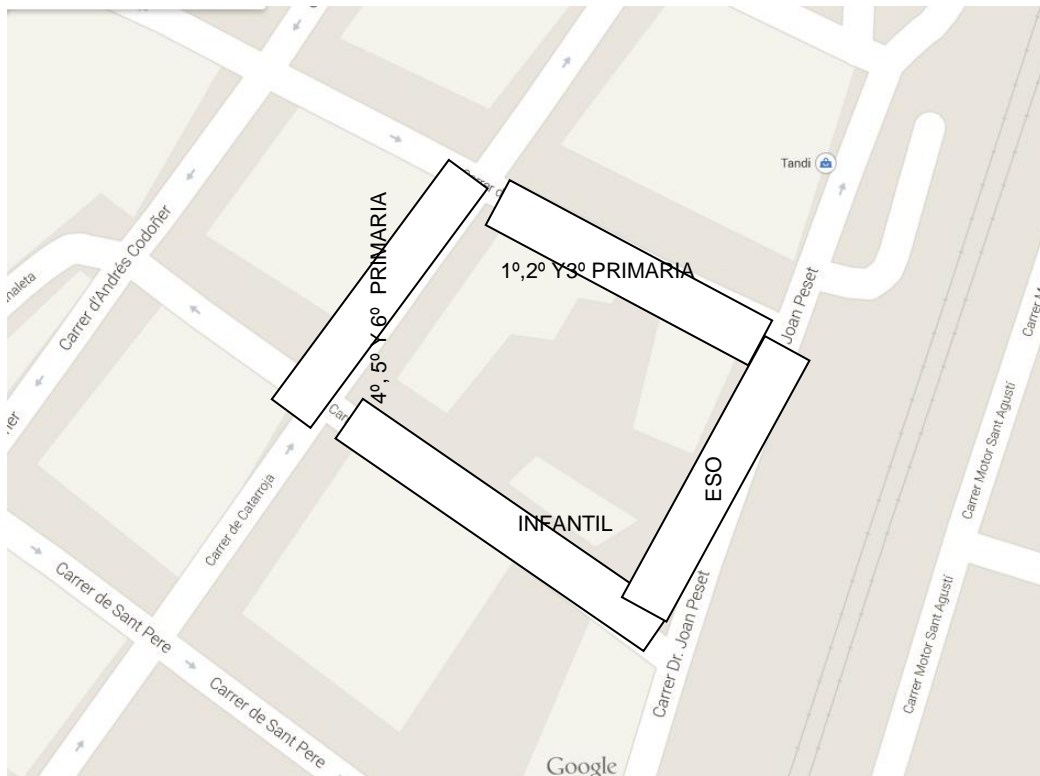 Tandi
Carrer d'Andrés Codoñer
4º, 5º Y 6º PRIMARIA
1º,2º Y3º PRIMARIA
Joan Peset
ESO
INFANTIL
Carrer de Catarroja
Carrer Motor Sant Agustí
Carrer Motor Sant Agustí
Carrer Dr. Joan Peset
Carrer de Sant Pere
Carrer de Sant Pere
Google